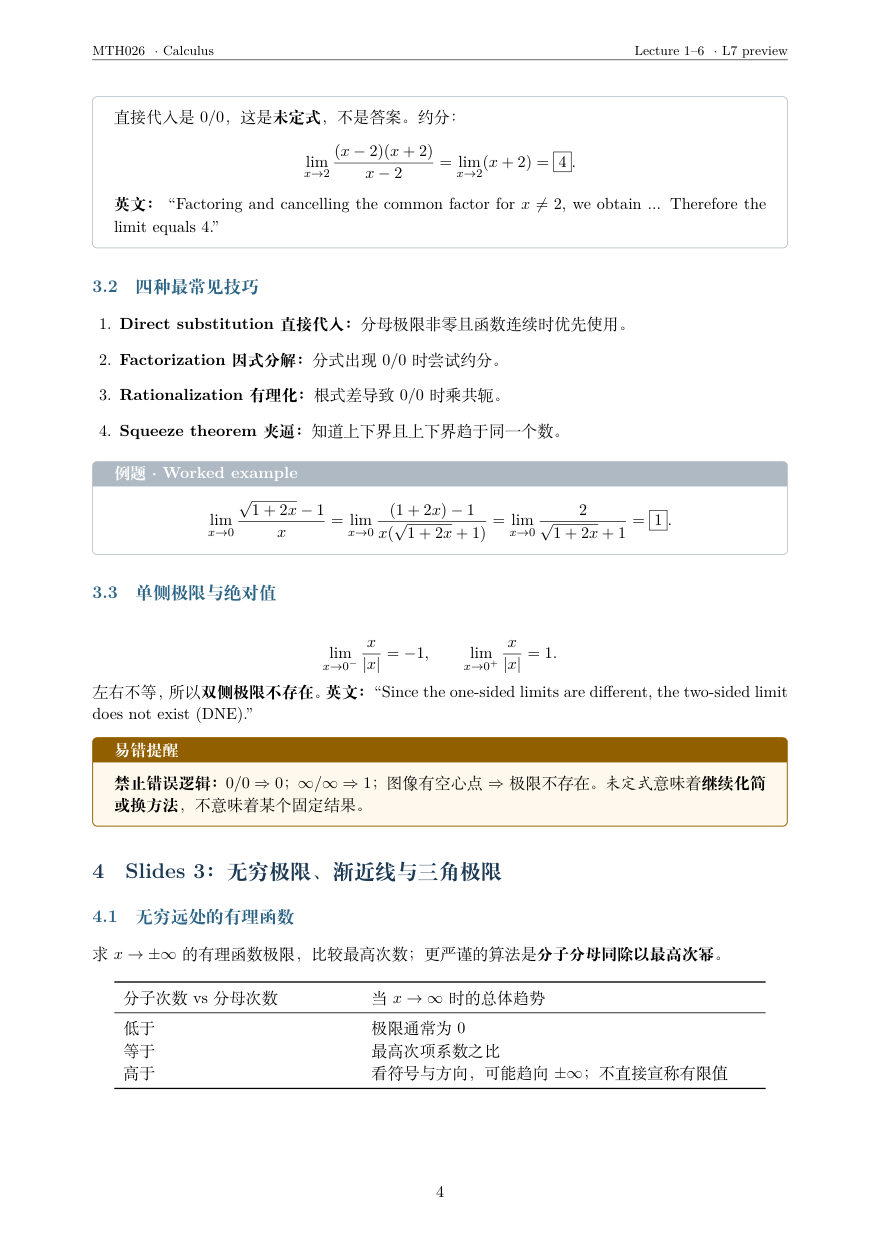 MTH026 · Calculus Lecture 1–6 · L7 preview
直接代入是 0/0，这是未定式，不是答案。约分：
lim_{x→2} (x − 2)(x + 2) / (x − 2) = lim_{x→2} (x + 2) = 4.
英文： “Factoring and cancelling the common factor for x ≠ 2, we obtain ... Therefore the
limit equals 4.”
3.2 四种最常见技巧
1. Direct substitution 直接代入：分母极限非零且函数连续时优先使用。
2. Factorization 因式分解：分式出现 0/0 时尝试约分。
3. Rationalization 有理化：根式差导致 0/0 时乘共轭。
4. Squeeze theorem 夹逼：知道上下界且上下界趋于同一个数。
例题 · Worked example
lim_{x→0} (√(1 + 2x) − 1) / x = lim_{x→0} ((1 + 2x) − 1) / (x(√(1 + 2x) + 1)) = lim_{x→0} 2 / (√(1 + 2x) + 1) = 1.
3.3 单侧极限与绝对值
lim_{x→0⁻} x/|x| = −1, lim_{x→0⁺} x/|x| = 1.
左右不等，所以双侧极限不存在。英文：“Since the one-sided limits are different, the two-sided limit
does not exist (DNE).”
易错提醒
禁止错误逻辑：0/0 ⇒ 0；∞/∞ ⇒ 1；图像有空心点 ⇒ 极限不存在。未定式意味着继续化简
或换方法，不意味着某个固定结果。
4 Slides 3：无穷极限、渐近线与三角极限
4.1 无穷远处的有理函数
求 x → ±∞ 的有理函数极限，比较最高次数；更严谨的算法是分子分母同除以最高次幂。
分子次数 vs 分母次数 当 x → ∞ 时的总体趋势
低于 极限通常为 0
等于 最高次项系数之比
高于 看符号与方向，可能趋向 ±∞；不直接宣称有限值
4